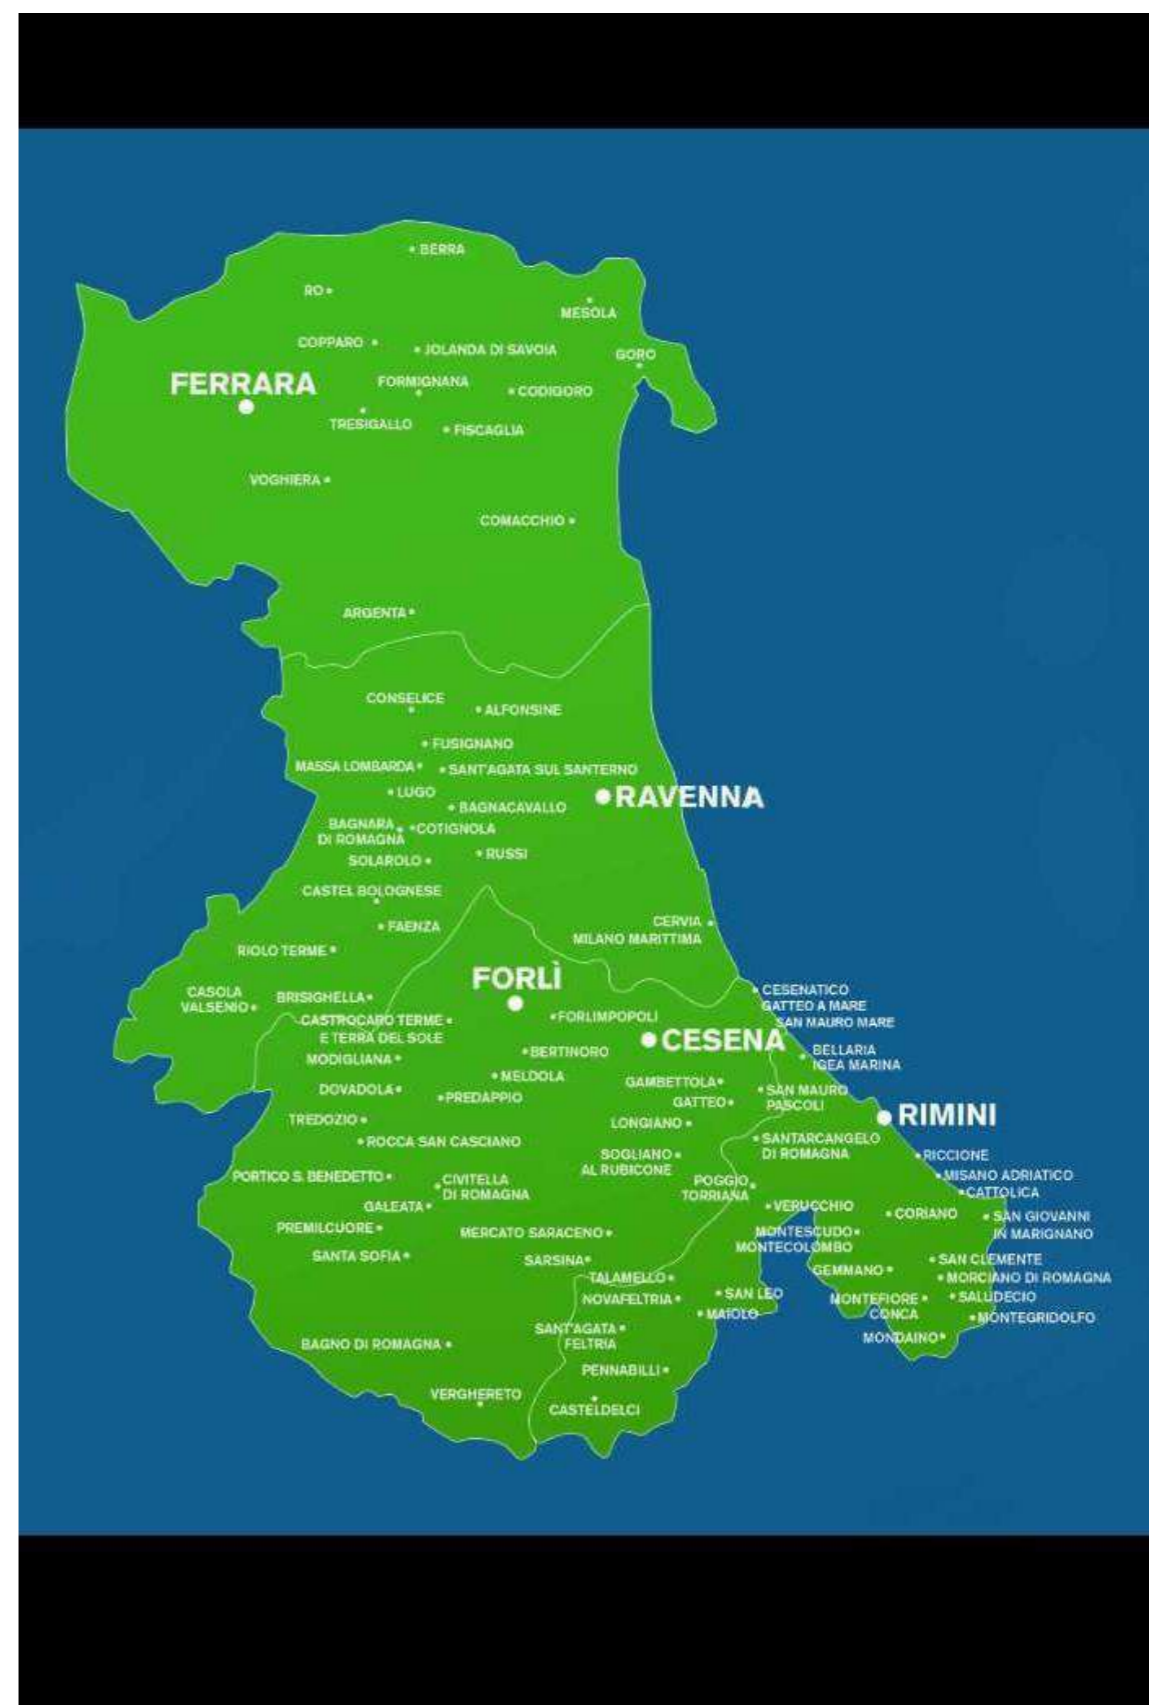 BERRA
RO
MESOLA
COPPARO
JOLANDA DI SAVOIA
GORO
FERRARA
FORMIGNANA
CODIGORO
TRESIGALLO
FISCAGLIA
VOGHIERA
COMACCHIO
ARGENTA
CONSELICE
ALFONSINE
FUSIGNANO
MASSA LOMBARDA
SANT'AGATA SUL SANTERNO
LUGO
RAVENNA
BAGNACAVALLO
BAGNARA
DI ROMAGNA
COTIGNOLA
SOLAROLO
RUSSI
CASTEL BOLOGNESE
FAENZA
CERVIA
MILANO MARITTIMA
RIOLO TERME
FORLÌ
CASOLA
VALSENIO
BRISIGHELLA
CESENATICO
GATTEO A MARE
SAN MAURO MARE
CASTROCARO TERME
E TERRA DEL SOLE
FORLIMPOPOLI
CESENA
MODIGLIANA
BERTINORO
BELLARIA
IGEA MARINA
MELDOLA
DOVADOLA
PREDAPPIO
GAMBETTOLA
SAN MAURO
PASCOLI
GATTEO
TREDOZIO
LONGIANO
RIMINI
ROCCA SAN CASCIANO
SANTARCANGELO
DI ROMAGNA
SOGLIANO
AL RUBICONE
RICCIONE
PORTICO S. BENEDETTO
CIVITELLA
DI ROMAGNA
POGGIO
TORRIANA
MISANO ADRIATICO
CATTOLICA
GALEATA
VERUCCHIO
CORIANO
SAN GIOVANNI
IN MARIGNANO
PREMILCUORE
MERCATO SARACENO
MONTESCUDO
MONTECOLOMBO
SANTA SOFIA
SARSINA
GEMMANO
SAN CLEMENTE
MORCIANO DI ROMAGNA
TALAMELLO
NOVAFELTRIA
SAN LEO
MAIOLO
MONTEFIORE
CONCA
SALUDECIO
MONTEGRIDOLFO
MONDAINO
SANT'AGATA
FELTRIA
BAGNO DI ROMAGNA
PENNABILLI
VERGHERETO
CASTELDELCI